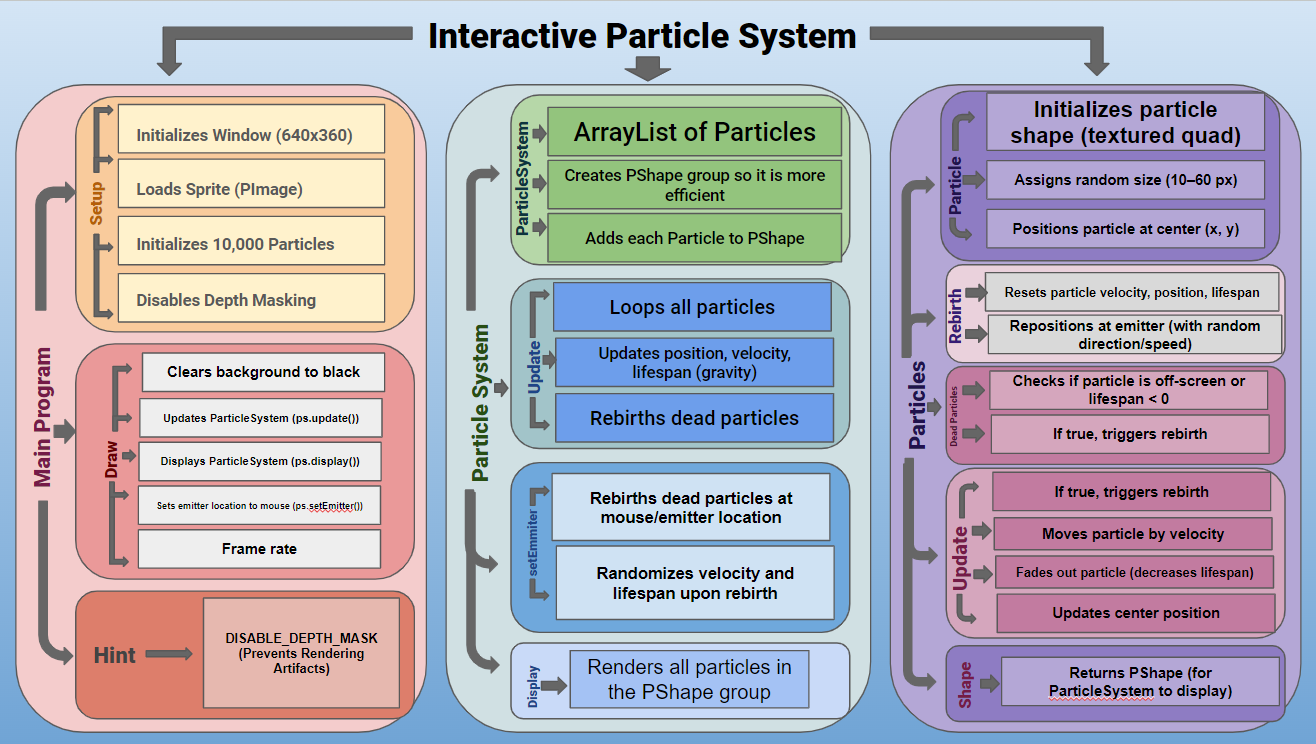 Interactive Particle System
Main Program
Setup
Initializes Window (640x360)
Loads Sprite (PImage)
Initializes 10,000 Particles
Disables Depth Masking
Draw
Clears background to black
Updates ParticleSystem (ps.update())
Displays ParticleSystem (ps.display())
Sets emitter location to mouse (ps.setEmitter())
Frame rate
Hint
DISABLE_DEPTH_MASK
(Prevents Rendering
Artifacts)
Particle System
ParticleSystem
ArrayList of Particles
Creates PShape group so it is more
efficient
Adds each Particle to PShape
Update
Loops all particles
Updates position, velocity,
lifespan (gravity)
Rebirths dead particles
setEmmiter
Rebirths dead particles at
mouse/emitter location
Randomizes velocity and
lifespan upon rebirth
Display
Renders all particles in
the PShape group
Particles
Particle
Initializes particle
shape (textured quad)
Assigns random size (10–60 px)
Positions particle at center (x, y)
Rebirth
Resets particle velocity, position, lifespan
Repositions at emitter (with random
direction/speed)
Dead Particles
Checks if particle is off-screen or
lifespan < 0
If true, triggers rebirth
Update
If true, triggers rebirth
Moves particle by velocity
Fades out particle (decreases lifespan)
Updates center position
Shape
Returns PShape (for
ParticleSystem to display)